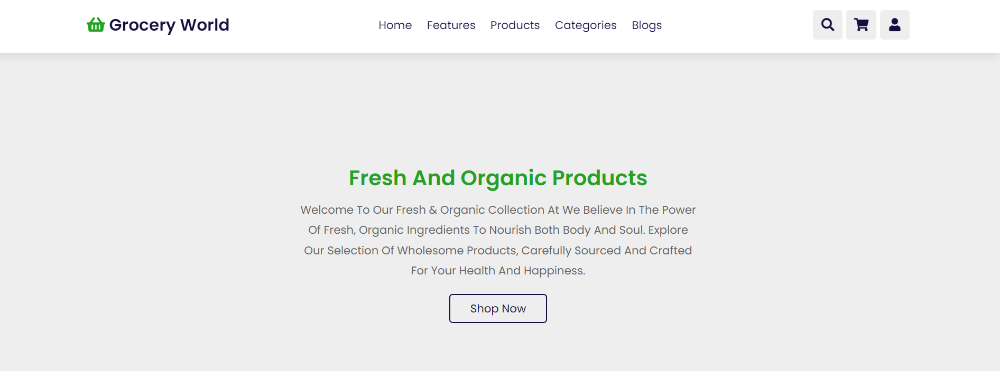 Grocery World
Home Features Products Categories Blogs
Fresh And Organic Products
Welcome To Our Fresh & Organic Collection At We Believe In The Power
Of Fresh, Organic Ingredients To Nourish Both Body And Soul. Explore
Our Selection Of Wholesome Products, Carefully Sourced And Crafted
For Your Health And Happiness.
Shop Now